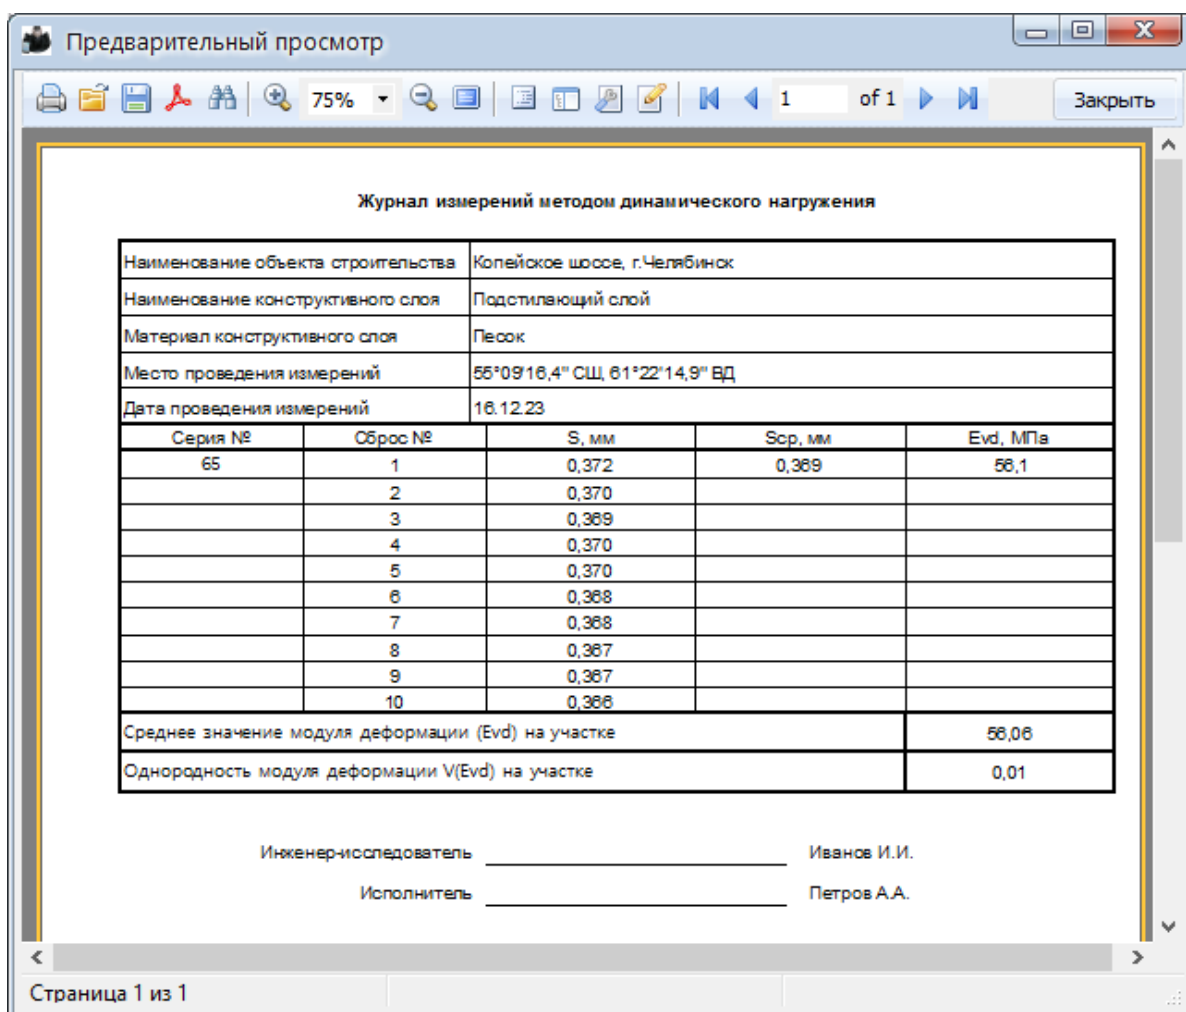 Предварительный просмотр
75% 1 of 1 Закрыть
Журнал измерений методом динамического нагружения
Наименование объекта строительства Копейское шоссе, г.Челябинск
Наименование конструктивного слоя Подстилающий слой
Материал конструктивного слоя Песок
Место проведения измерений 55°09'16,4'' СШ, 61°22'14,9'' ВД
Дата проведения измерений 16.12.23
Серия № Сброс № S, мм Sср, мм Evd, МПа
65 1 0,372 0,369 56,1
2 0,370
3 0,369
4 0,370
5 0,370
6 0,368
7 0,368
8 0,367
9 0,367
10 0,366
Среднее значение модуля деформации (Evd) на участке 56,06
Однородность модуля деформации V(Evd) на участке 0,01
Инженер-исследователь Иванов И.И.
Исполнитель Петров А.А.
Страница 1 из 1